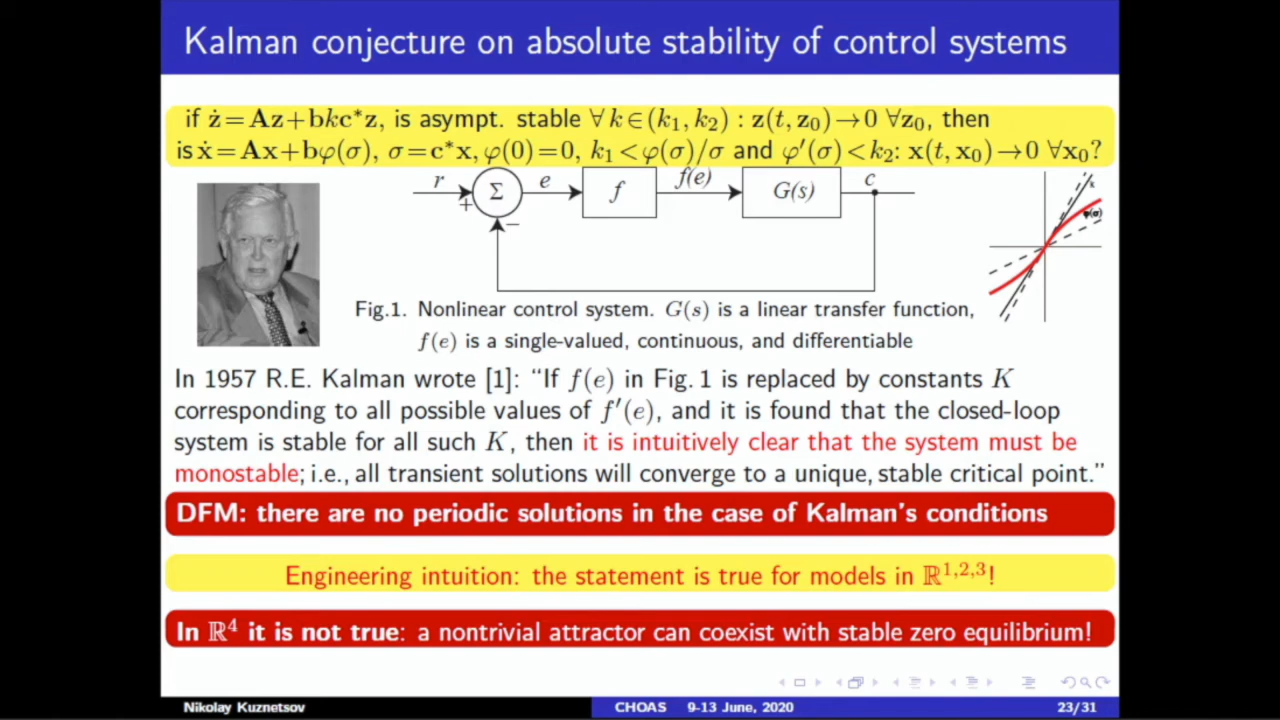 Kalman conjecture on absolute stability of control systems
if ż=Az+bkc*z, is asympt. stable ∀k∈(k₁,k₂) : z(t,z₀)→0 ∀z₀, then
is ẋ=Ax+bφ(σ), σ=c*x, φ(0)=0, k₁<φ(σ)/σ and φ′(σ)<k₂: x(t,x₀)→0 ∀x₀?
r + Σ − e f f(e) G(s) c
k
φ(σ)
Fig.1. Nonlinear control system. G(s) is a linear transfer function,
f(e) is a single-valued, continuous, and differentiable
In 1957 R.E. Kalman wrote [1]: “If f(e) in Fig. 1 is replaced by constants K
corresponding to all possible values of f′(e), and it is found that the closed-loop
system is stable for all such K, then it is intuitively clear that the system must be
monostable; i.e., all transient solutions will converge to a unique, stable critical point.”
DFM: there are no periodic solutions in the case of Kalman's conditions
Engineering intuition: the statement is true for models in ℝ¹,²,³!
In ℝ⁴ it is not true: a nontrivial attractor can coexist with stable zero equilibrium!
Nikolay Kuznetsov CHOAS 9-13 June, 2020 23/31